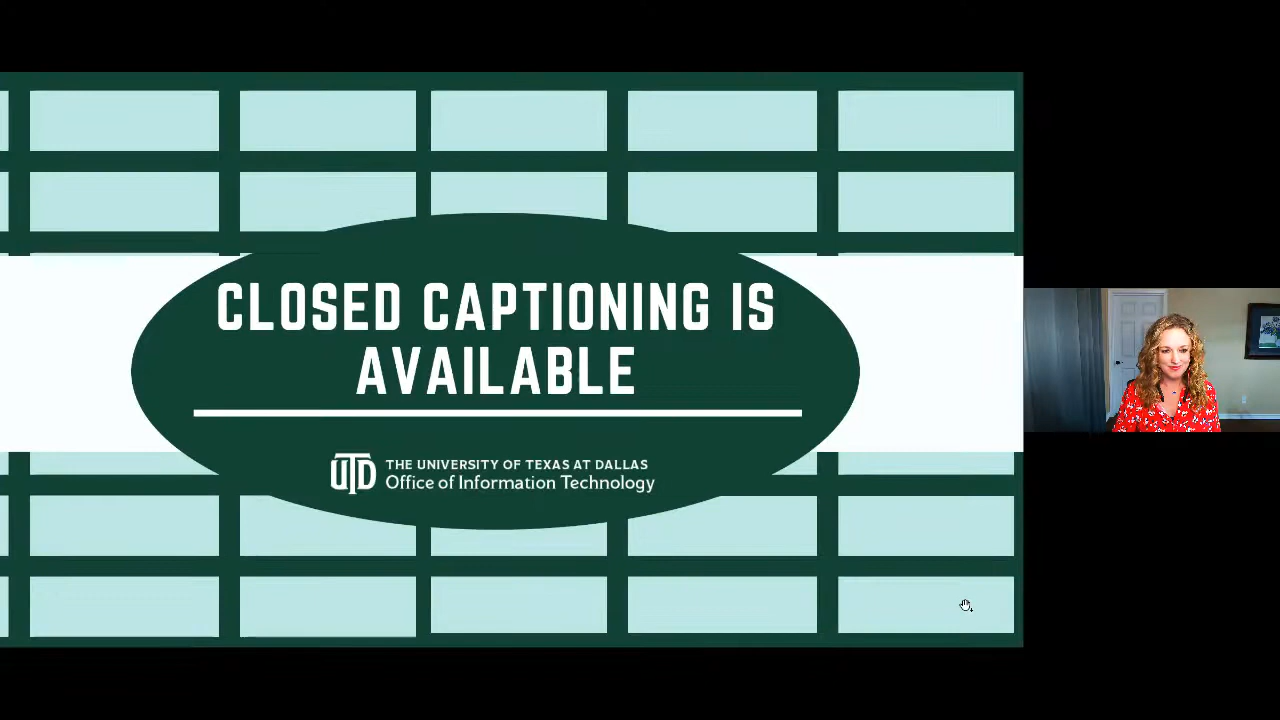 CLOSED CAPTIONING IS
AVAILABLE
UTD
THE UNIVERSITY OF TEXAS AT DALLAS
Office of Information Technology